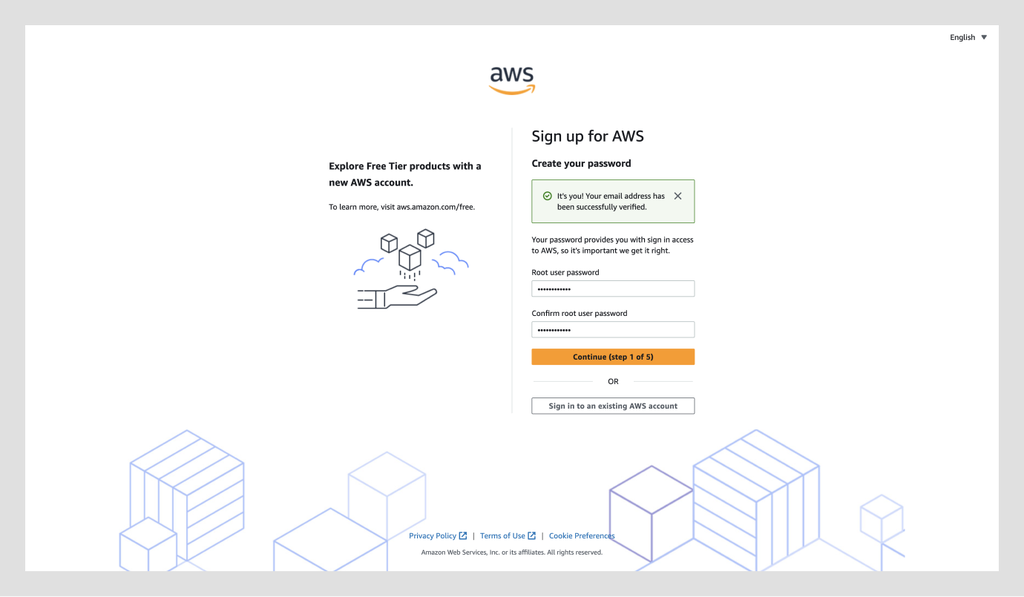 English
aws
Explore Free Tier products with a
new AWS account.
To learn more, visit aws.amazon.com/free.
Sign up for AWS
Create your password
It's you! Your email address has
been successfully verified.
Your password provides you with sign in access
to AWS, so it's important we get it right.
Root user password
••••••••••••
Confirm root user password
••••••••••••
Continue (step 1 of 5)
OR
Sign in to an existing AWS account
Privacy Policy | Terms of Use | Cookie Preferences
Amazon Web Services, Inc. or its affiliates. All rights reserved.